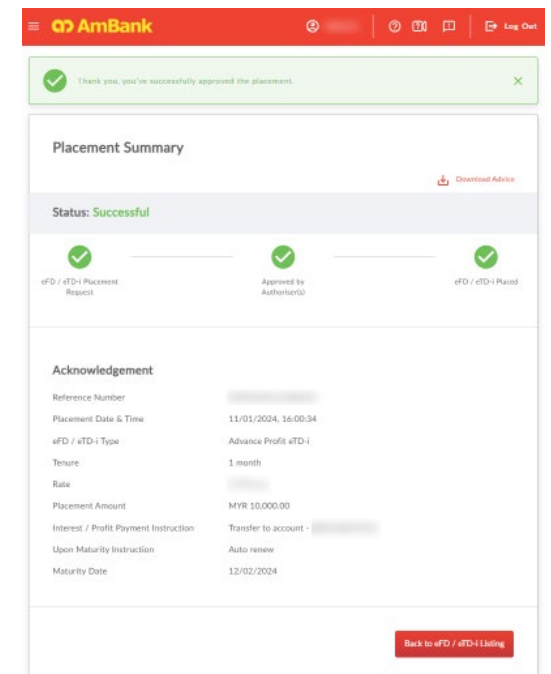 AmBank
Log Out
Thank you, you've successfully approved the placement.
Placement Summary
Download Advice
Status: Successful
eFD / eTD-i Placement
Request
Approved by
Authoriser(s)
eFD / eTD-i Placed
Acknowledgement
Reference Number
Placement Date & Time 11/01/2024, 16:00:34
eFD / eTD-i Type Advance Profit eTD-i
Tenure 1 month
Rate
Placement Amount MYR 10,000.00
Interest / Profit Payment Instruction Transfer to account -
Upon Maturity Instruction Auto renew
Maturity Date 12/02/2024
Back to eFD / eTD-i Listing